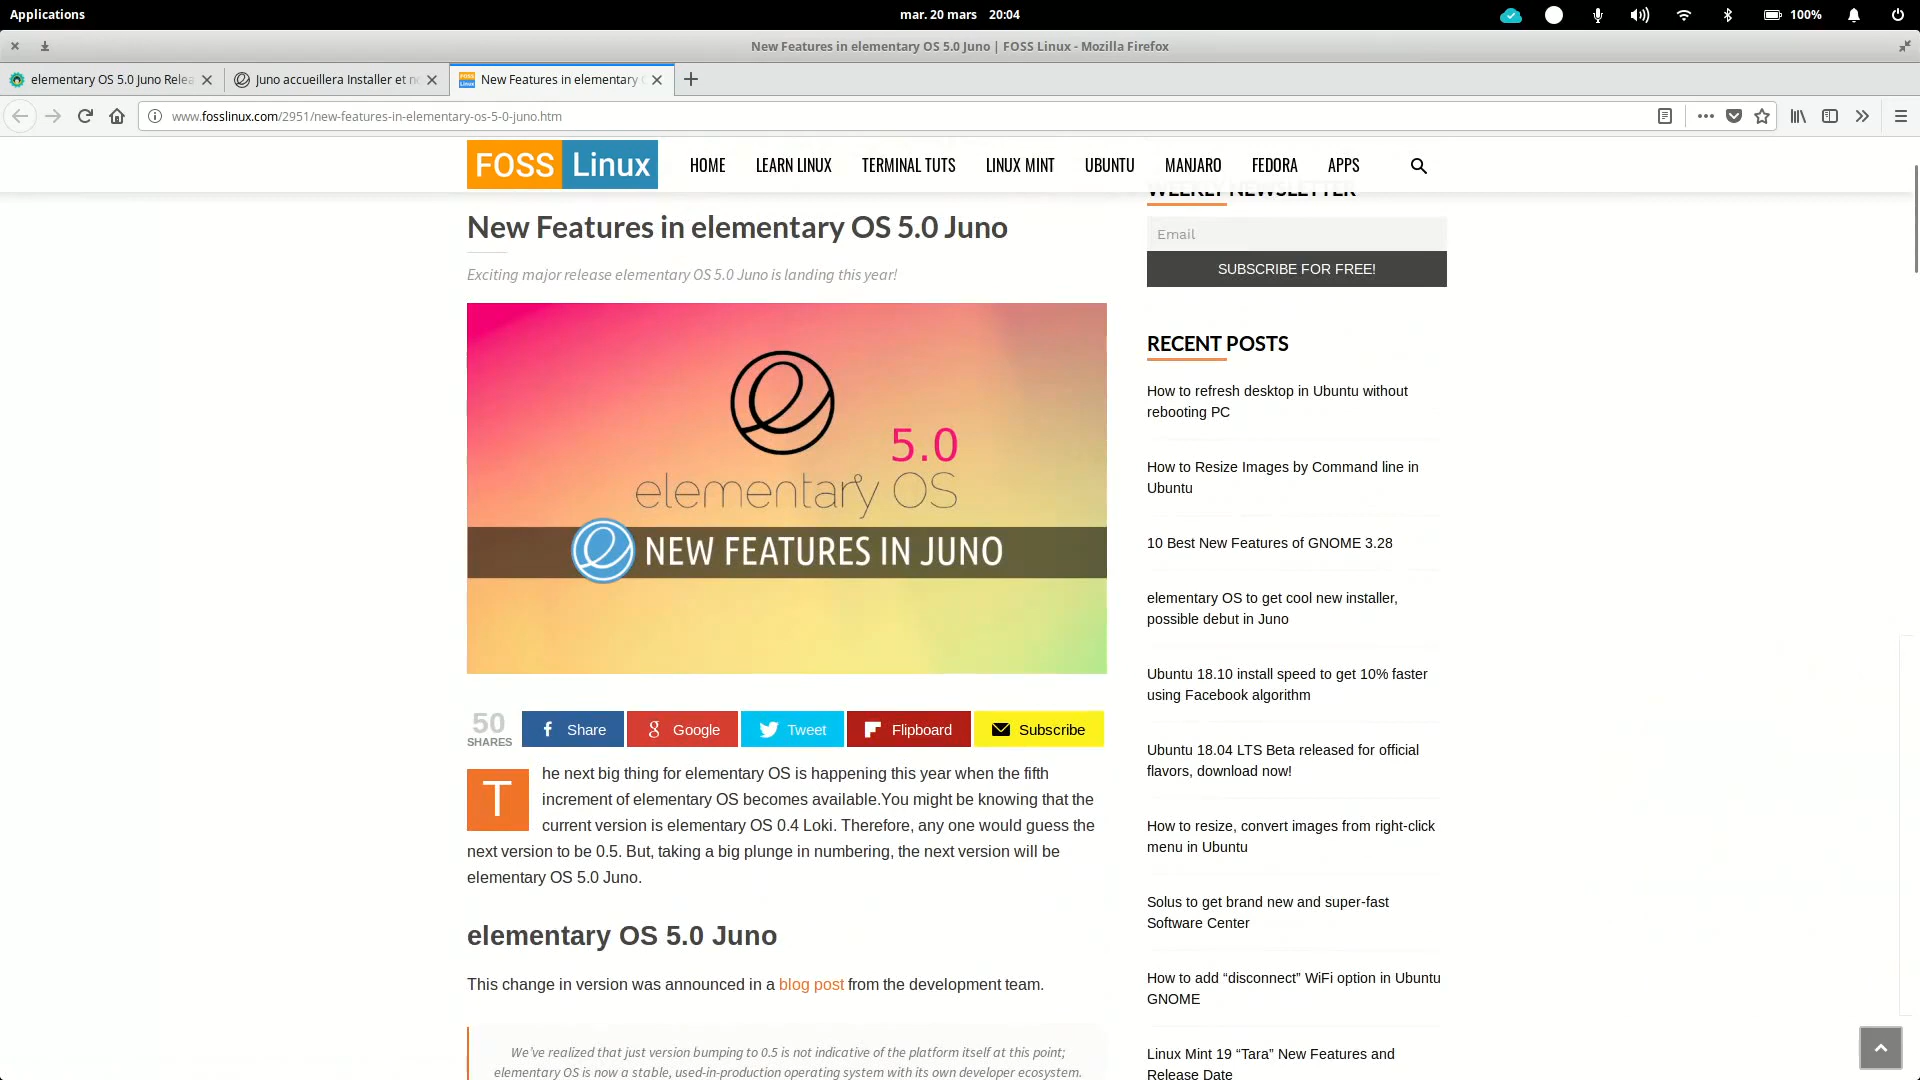 Applications
mar. 20 mars 20:04
100%
New Features in elementary OS 5.0 Juno | FOSS Linux - Mozilla Firefox
elementary OS 5.0 Juno Relea
Juno accueillera Installer et n
New Features in elementary
www.fosslinux.com/2951/new-features-in-elementary-os-5-0-juno.htm
FOSS Linux
HOME
LEARN LINUX
TERMINAL TUTS
LINUX MINT
UBUNTU
MANJARO
FEDORA
APPS
New Features in elementary OS 5.0 Juno
Exciting major release elementary OS 5.0 Juno is landing this year!
5.0
elementary OS
NEW FEATURES IN JUNO
50
SHARES
Share
Google
Tweet
Flipboard
Subscribe
The next big thing for elementary OS is happening this year when the fifth
increment of elementary OS becomes available.You might be knowing that the
current version is elementary OS 0.4 Loki. Therefore, any one would guess the
next version to be 0.5. But, taking a big plunge in numbering, the next version will be
elementary OS 5.0 Juno.
elementary OS 5.0 Juno
This change in version was announced in a blog post from the development team.
We've realized that just version bumping to 0.5 is not indicative of the platform itself at this point;
elementary OS is now a stable, used-in-production operating system with its own developer ecosystem.
WEEKLY NEWSLETTER
Email
SUBSCRIBE FOR FREE!
RECENT POSTS
How to refresh desktop in Ubuntu without
rebooting PC
How to Resize Images by Command line in
Ubuntu
10 Best New Features of GNOME 3.28
elementary OS to get cool new installer,
possible debut in Juno
Ubuntu 18.10 install speed to get 10% faster
using Facebook algorithm
Ubuntu 18.04 LTS Beta released for official
flavors, download now!
How to resize, convert images from right-click
menu in Ubuntu
Solus to get brand new and super-fast
Software Center
How to add “disconnect” WiFi option in Ubuntu
GNOME
Linux Mint 19 “Tara” New Features and
Release Date